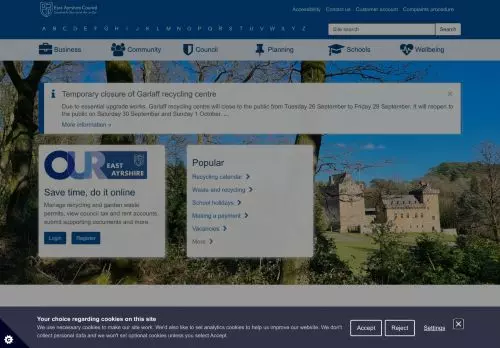 East Ayrshire Council
Accessibility Contact us Customer account Complaints procedure
A B C D E F G H I J K L M N O P Q R S T U V W X Y Z
Site search Search
Business Community Council Planning Schools Wellbeing
Temporary closure of Garlaff recycling centre
Due to essential upgrade works, Garlaff recycling centre will close to the public from Tuesday 26 September to Friday 29 September. It will reopen to
the public on Saturday 30 September and Sunday 1 October. ...
More information »
OUR EAST
AYRSHIRE
Save time, do it online
Manage recycling and garden waste
permits, view council tax and rent accounts,
submit supporting documents and more.
Login Register
Popular
Recycling calendar
Waste and recycling
School holidays
Making a payment
Vacancies
More
Your choice regarding cookies on this site
We use necessary cookies to make our site work. We'd also like to set analytics cookies to help us improve our website. We don't
collect personal data and we won't set optional cookies unless you select Accept.
Accept Reject Settings